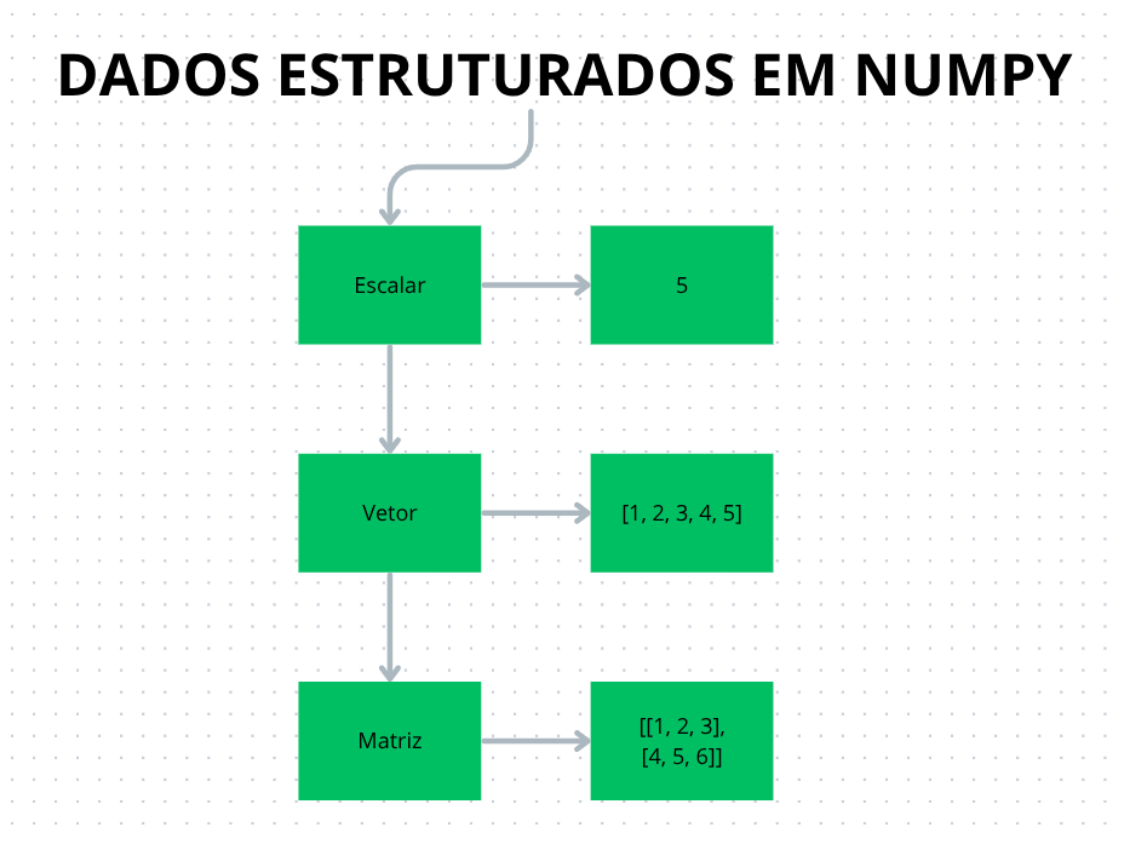 DADOS ESTRUTURADOS EM NUMPY
Escalar
5
Vetor
[1, 2, 3, 4, 5]
Matriz
[[1, 2, 3],
[4, 5, 6]]